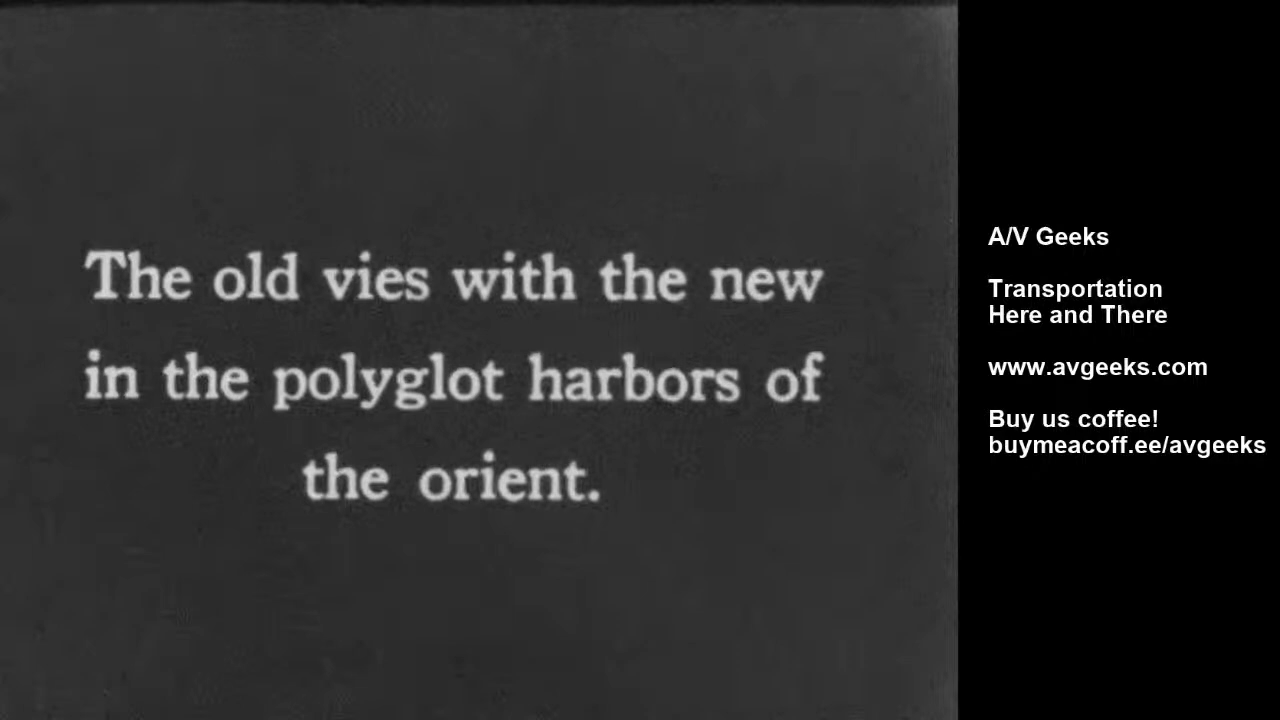 The old vies with the new
in the polyglot harbors of
the orient.
A/V Geeks
Transportation
Here and There
www.avgeeks.com
Buy us coffee!
buymeacoff.ee/avgeeks